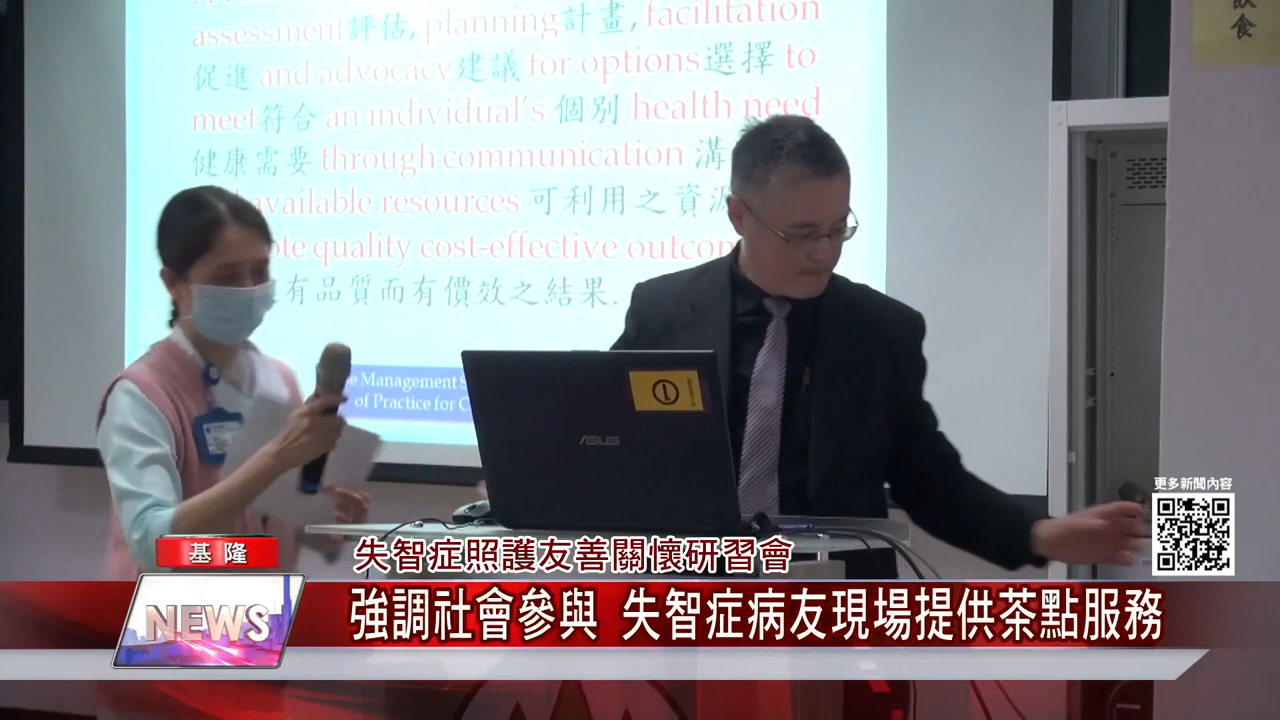 assessment評估, planning計畫, facilitation
促進 and advocacy建議 for options選擇 to
meet符合 an individual's 個別 health need
健康需要 through communication 溝
available resources 可利用之資源
quality cost-effective
有品質而有價效之結果.
Management
of Practice for
飲食
ASUS
更多新聞內容
基隆
失智症照護友善關懷研習會
NEWS
強調社會參與 失智症病友現場提供茶點服務